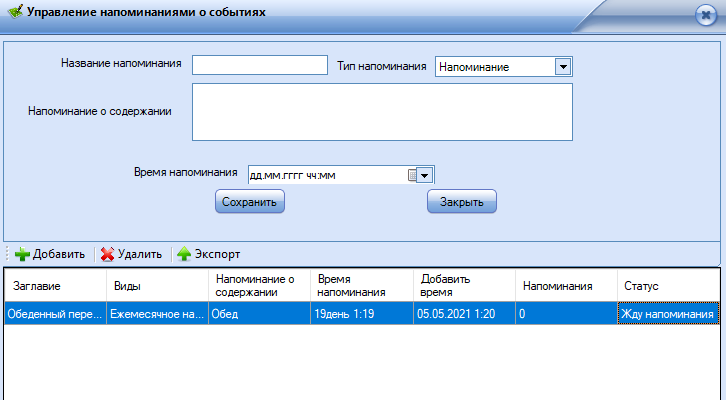 Управление напоминаниями о событиях
Название напоминания
Тип напоминания
Напоминание
Напоминание о содержании
Время напоминания
дд.мм.гггг чч:мм
Сохранить
Закрыть
Добавить
Удалить
Экспорт
Заглавие
Виды
Напоминание о
содержании
Время
напоминания
Добавить
время
Напоминания
Статус
Обеденный пере...
Ежемесячное на...
Обед
19день 1:19
05.05.2021 1:20
0
Жду напоминания